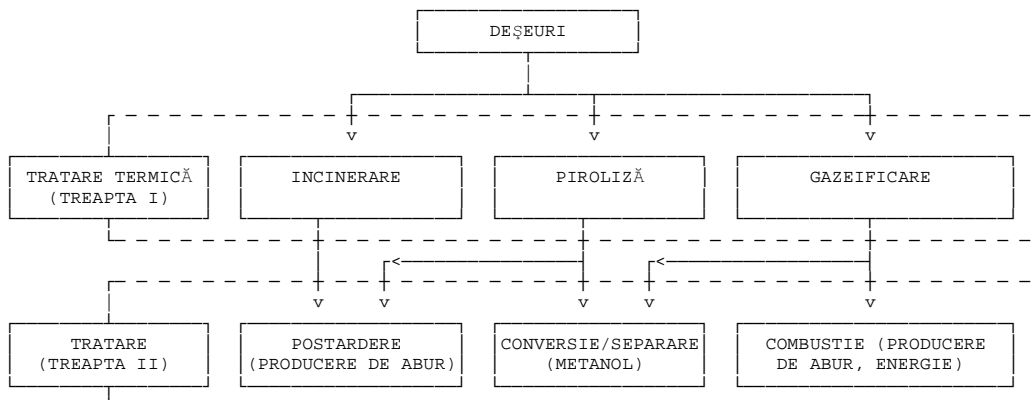 DEŞEURI
TRATARE TERMICĂ
(TREAPTA I)
INCINERARE
PIROLIZĂ
GAZEIFICARE
TRATARE
(TREAPTA II)
POSTARDERE
(PRODUCERE DE ABUR)
CONVERSIE/SEPARARE
(METANOL)
COMBUSTIE (PRODUCERE
DE ABUR, ENERGIE)